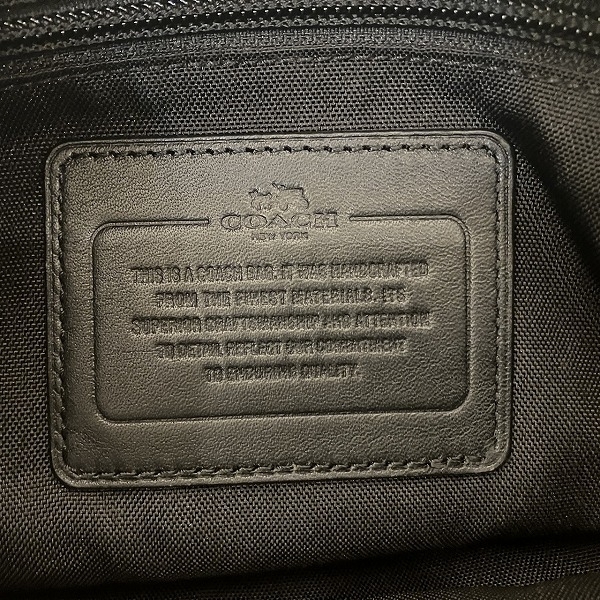 COACH
NEW YORK
THIS IS A COACH BAG. IT WAS HANDCRAFTED
FROM THE FINEST MATERIALS. ITS
SUPERIOR CRAFTSMANSHIP AND ATTENTION
TO DETAIL REFLECT OUR COMMITMENT
TO ENDURING QUALITY.